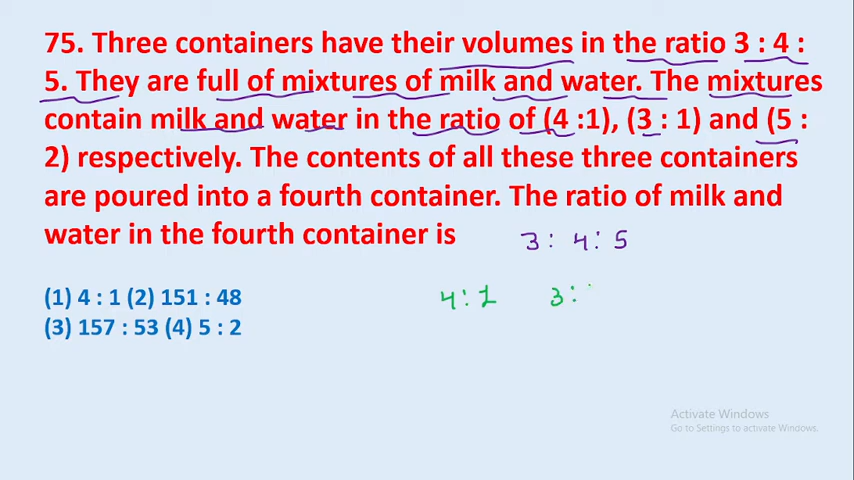 75. Three containers have their volumes in the ratio 3 : 4 :
5. They are full of mixtures of milk and water. The mixtures
contain milk and water in the ratio of (4 :1), (3 : 1) and (5 :
2) respectively. The contents of all these three containers
are poured into a fourth container. The ratio of milk and
water in the fourth container is
3 : 4 : 5
(1) 4 : 1 (2) 151 : 48
(3) 157 : 53 (4) 5 : 2
4 : 1
3 :
Activate Windows
Go to Settings to activate Windows.